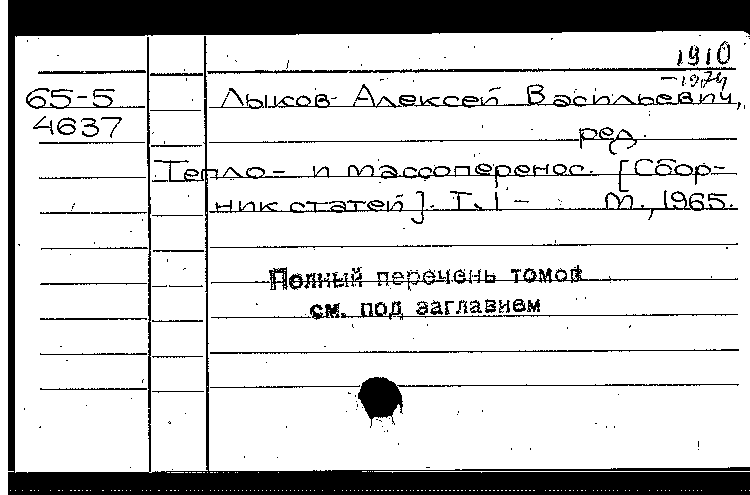 1910
-1974
65-5
4637
Лыков Алексей Васильевич,
ред.
Тепло- и массоперенос. [Сбор-
ник статей]. Т. 1 - М., 1965.
Полный перечень томов
см. под заглавием